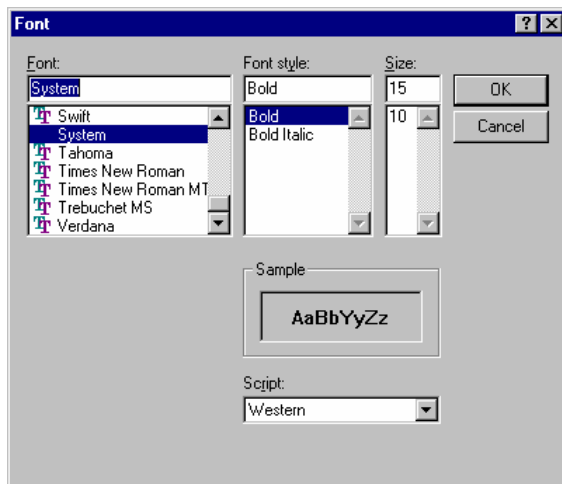 Font
Font:
Font style:
Size:
System
Bold
15
OK
Swift
System
Tahoma
Times New Roman
Times New Roman MT
Trebuchet MS
Verdana
Bold
Bold Italic
10
Cancel
Sample
AaBbYyZz
Script:
Western